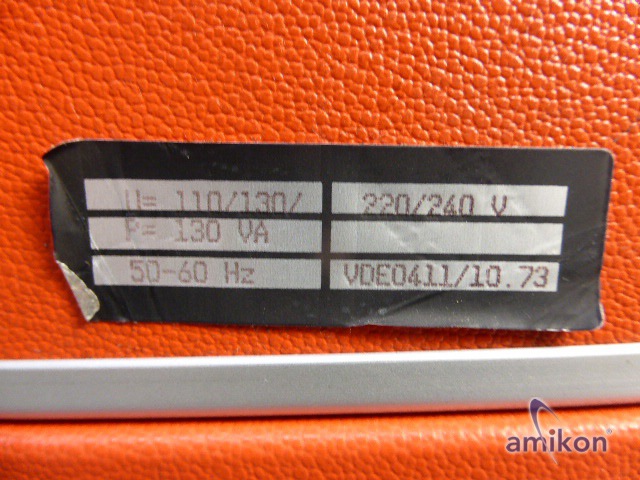 U= 110/130/ 220/240 V
P= 130 VA
50-60 Hz VDE0411/10.73
amikon